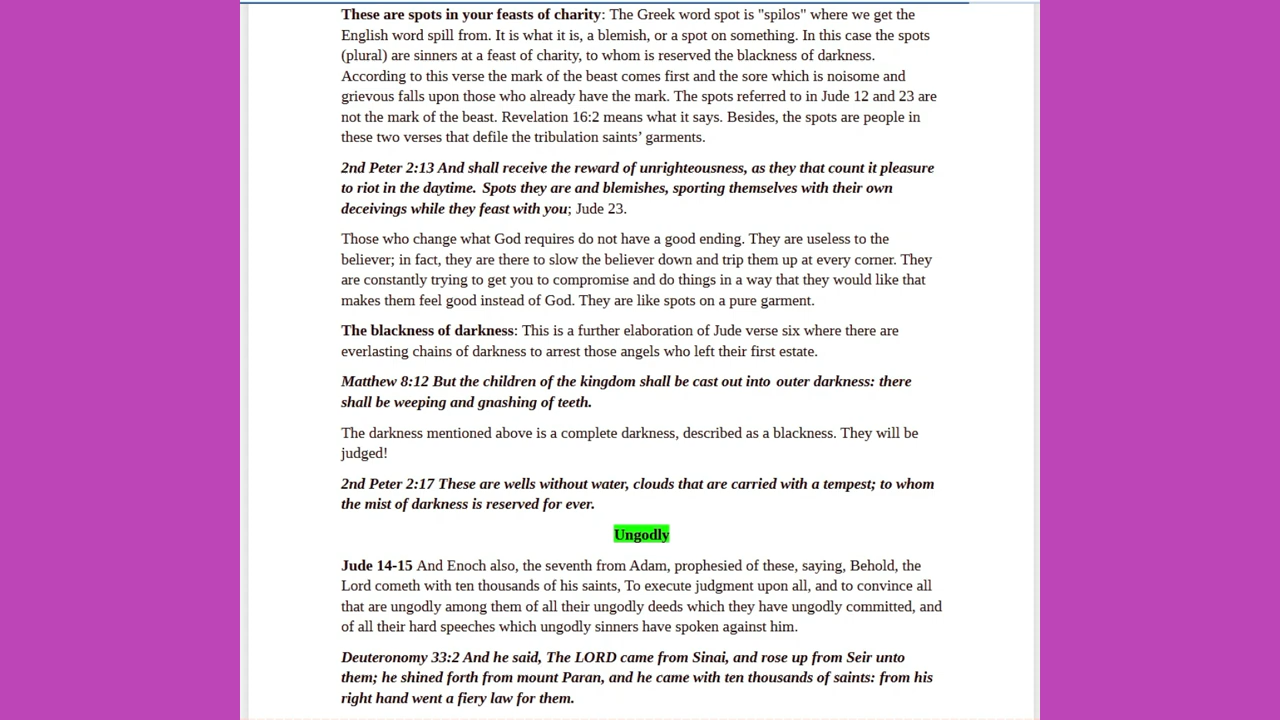 These are spots in your feasts of charity: The Greek word spot is "spilos" where we get the
English word spill from. It is what it is, a blemish, or a spot on something. In this case the spots
(plural) are sinners at a feast of charity, to whom is reserved the blackness of darkness.
According to this verse the mark of the beast comes first and the sore which is noisome and
grievous falls upon those who already have the mark. The spots referred to in Jude 12 and 23 are
not the mark of the beast. Revelation 16:2 means what it says. Besides, the spots are people in
these two verses that defile the tribulation saints’ garments.
2nd Peter 2:13 And shall receive the reward of unrighteousness, as they that count it pleasure
to riot in the daytime. Spots they are and blemishes, sporting themselves with their own
deceivings while they feast with you; Jude 23.
Those who change what God requires do not have a good ending. They are useless to the
believer; in fact, they are there to slow the believer down and trip them up at every corner. They
are constantly trying to get you to compromise and do things in a way that they would like that
makes them feel good instead of God. They are like spots on a pure garment.
The blackness of darkness: This is a further elaboration of Jude verse six where there are
everlasting chains of darkness to arrest those angels who left their first estate.
Matthew 8:12 But the children of the kingdom shall be cast out into outer darkness: there
shall be weeping and gnashing of teeth.
The darkness mentioned above is a complete darkness, described as a blackness. They will be
judged!
2nd Peter 2:17 These are wells without water, clouds that are carried with a tempest; to whom
the mist of darkness is reserved for ever.
Ungodly
Jude 14-15 And Enoch also, the seventh from Adam, prophesied of these, saying, Behold, the
Lord cometh with ten thousands of his saints, To execute judgment upon all, and to convince all
that are ungodly among them of all their ungodly deeds which they have ungodly committed, and
of all their hard speeches which ungodly sinners have spoken against him.
Deuteronomy 33:2 And he said, The LORD came from Sinai, and rose up from Seir unto
them; he shined forth from mount Paran, and he came with ten thousands of saints: from his
right hand went a fiery law for them.